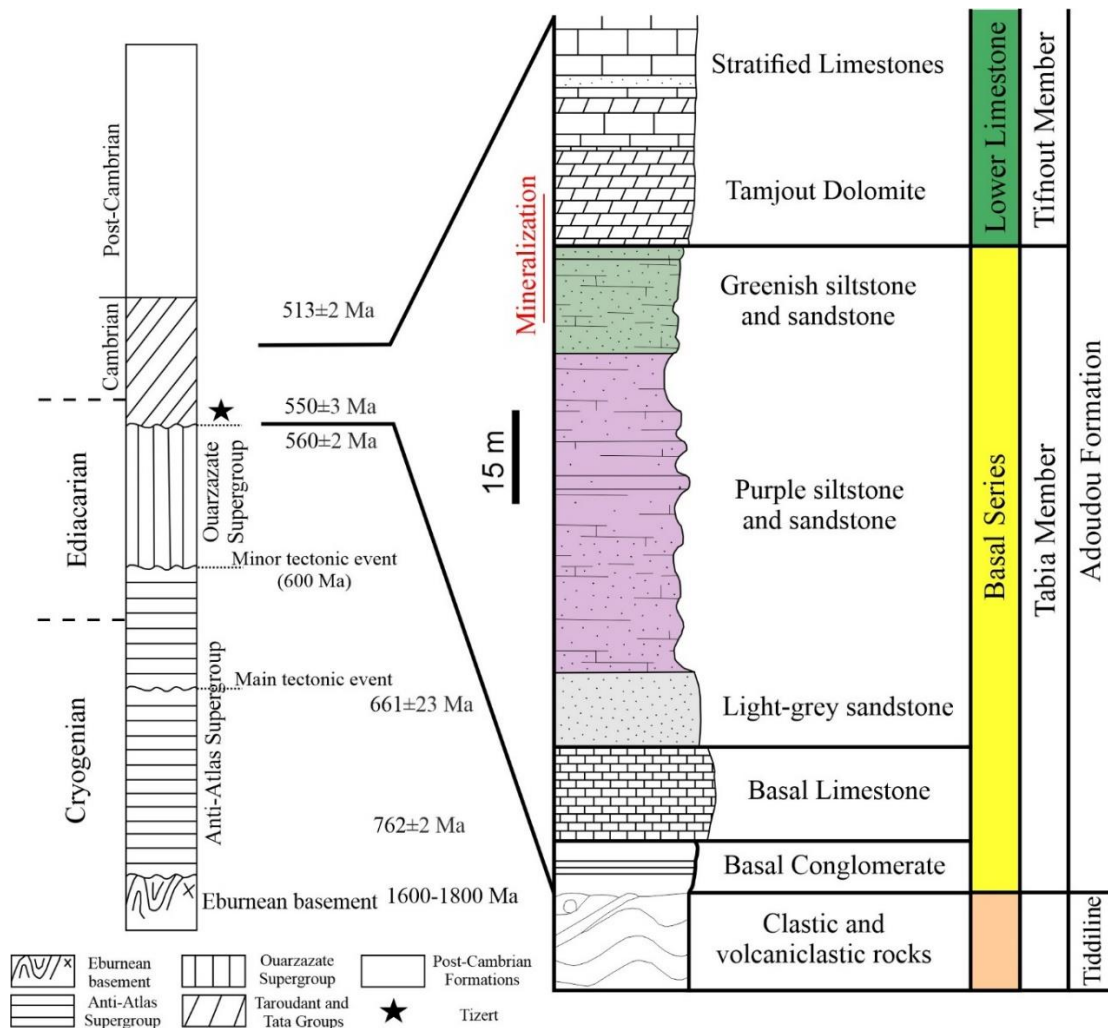 Post-Cambrian
Cambrian
Ediacarian
Cryogenian
513±2 Ma
550±3 Ma
560±2 Ma
Ouarzazate
Supergroup
Minor tectonic event
(600 Ma)
Main tectonic event
661±23 Ma
Anti-Atlas Supergroup
762±2 Ma
Eburnean basement
1600-1800 Ma
x
Mineralization
15 m
Stratified Limestones
Tamjout Dolomite
Greenish siltstone
and sandstone
Purple siltstone
and sandstone
Light-grey sandstone
Basal Limestone
Basal Conglomerate
Clastic and
volcaniclastic rocks
Lower Limestone
Basal Series
Tifnout Member
Tabia Member
Adoudou Formation
Tiddiline
x
Eburnean
basement
Ouarzazate
Supergroup
Post-Cambrian
Formations
Anti-Atlas
Supergroup
Taroudant and
Tata Groups
Tizert